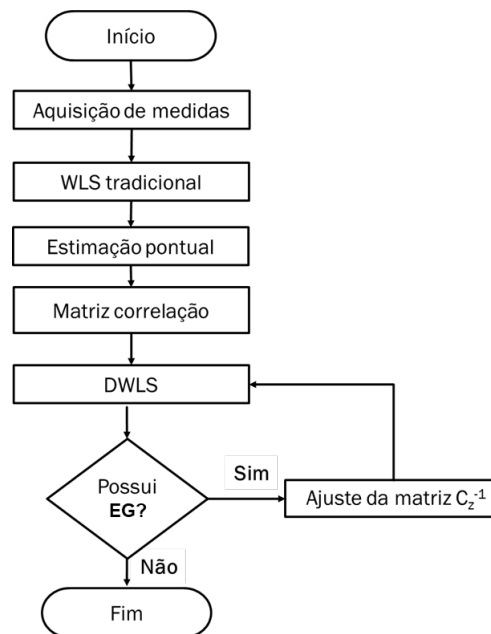 Início
Aquisição de medidas
WLS tradicional
Estimação pontual
Matriz correlação
DWLS
Possui
EG?
Sim
Ajuste da matriz C_z^-1
Não
Fim